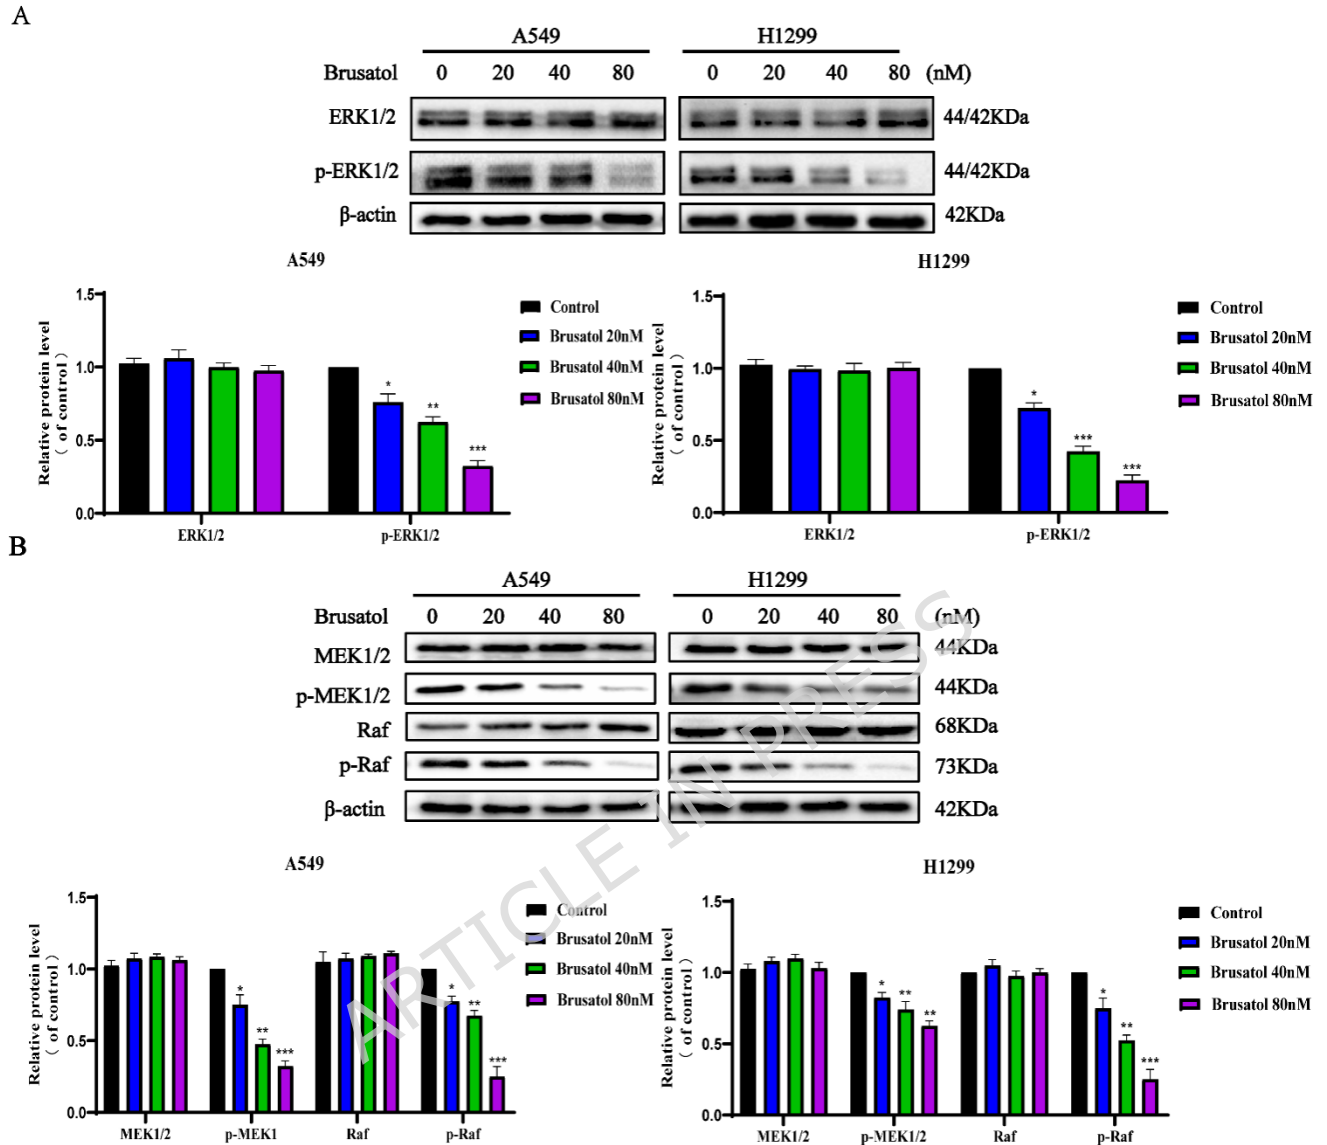 A
A549 H1299
Brusatol 0 20 40 80 0 20 40 80 (nM)
ERK1/2 44/42KDa
p-ERK1/2 44/42KDa
β-actin 42KDa
A549
Relative protein level
( of control)
1.5
1.0
0.5
0.0
* ** ***
ERK1/2 p-ERK1/2
Control
Brusatol 20nM
Brusatol 40nM
Brusatol 80nM
H1299
Relative protein level
( of control)
1.5
1.0
0.5
0.0
* *** ***
ERK1/2 p-ERK1/2
Control
Brusatol 20nM
Brusatol 40nM
Brusatol 80nM
B
A549 H1299
Brusatol 0 20 40 80 0 20 40 80 (nM)
MEK1/2 44KDa
p-MEK1/2 44KDa
Raf 68KDa
p-Raf 73KDa
β-actin 42KDa
A549
Relative protein level
( of control)
1.5
1.0
0.5
0.0
* ** *** * ** ***
MEK1/2 p-MEK1 Raf p-Raf
Control
Brusatol 20nM
Brusatol 40nM
Brusatol 80nM
H1299
Relative protein level
( of control)
1.5
1.0
0.5
0.0
* ** ** * ** ***
MEK1/2 p-MEK1/2 Raf p-Raf
Control
Brusatol 20nM
Brusatol 40nM
Brusatol 80nM
ARTICLE IN PRESS